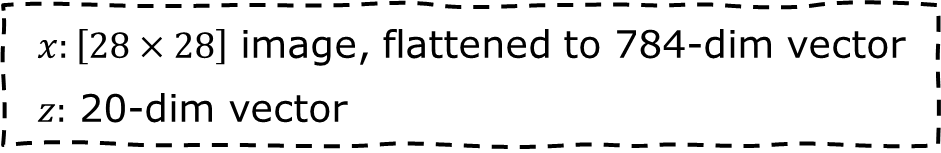 x: [28 × 28] image, flattened to 784-dim vector
z: 20-dim vector